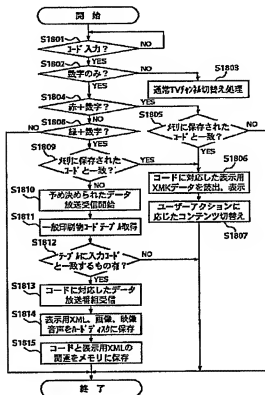 開 始
S1801
コード入力？
NO
YES
S1802
数字のみ？
YES
S1803
通常TVチャンネル切替え処理
NO
S1804
赤+数字？
YES
S1805
メモリに保存された
コードと一致？
NO
YES
NO
S1808
緑+数字？
NO
YES
S1809
メモリに保存された
コードと一致？
YES
NO
S1806
コードに対応した表示用
XMKデータを読出、表示
S1810
予め決められたデータ
放送受信開始
ユーザーアクションに
応じたコンテンツ切替え
S1807
S1811
一般印刷物コードテーブル取得
S1812
テーブルに入力コード
と一致するもの有？
NO
YES
S1813
コードに対応したデータ
放送番組受信
S1814
表示用XML、画像、映像
音声をハードディスクに保存
S1815
コードと表示用XMLの
関連をメモリに保存
終 了